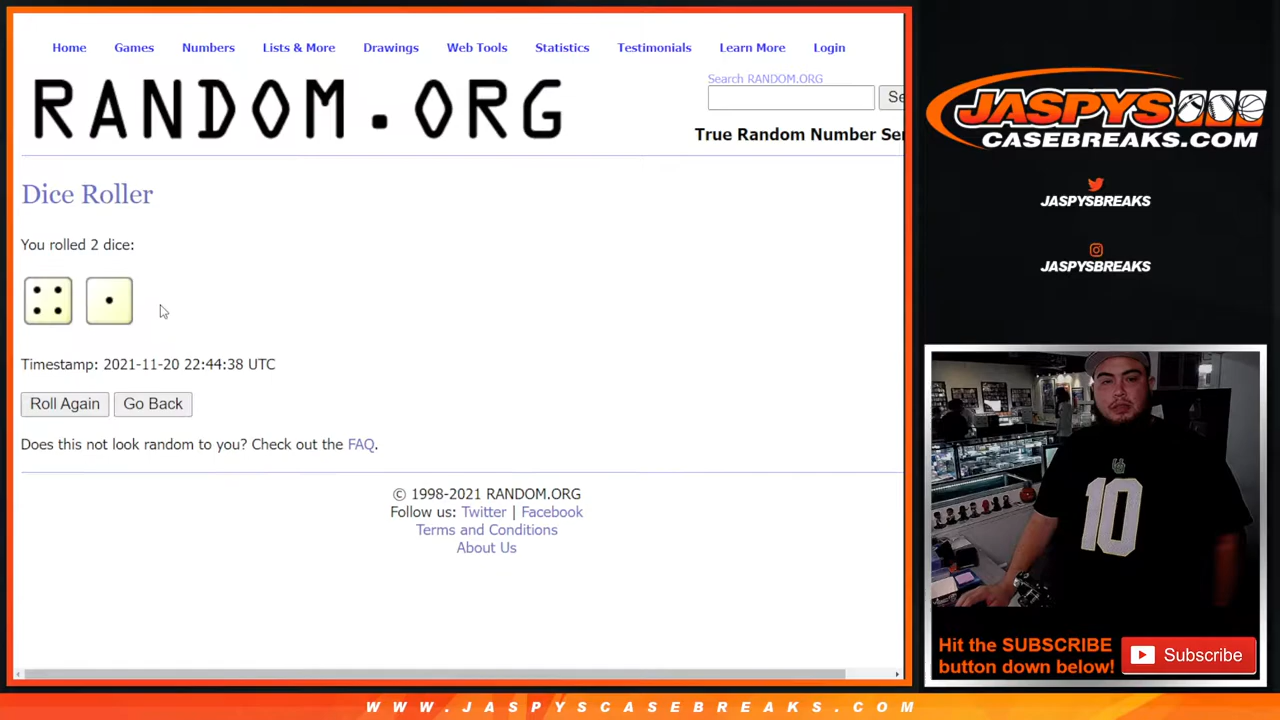 Home Games Numbers Lists & More Drawings Web Tools Statistics Testimonials Learn More Login
RANDOM.ORG
Search RANDOM.ORG
Se
True Random Number Ser
Dice Roller
You rolled 2 dice:
Timestamp: 2021-11-20 22:44:38 UTC
Roll Again Go Back
Does this not look random to you? Check out the FAQ.
© 1998-2021 RANDOM.ORG
Follow us: Twitter | Facebook
Terms and Conditions
About Us
JASPYS
CASEBREAKS.COM
JASPYSBREAKS
JASPYSBREAKS
10
Hit the SUBSCRIBE
button down below!
Subscribe
WWW.JASPYSCASEBREAKS.COM